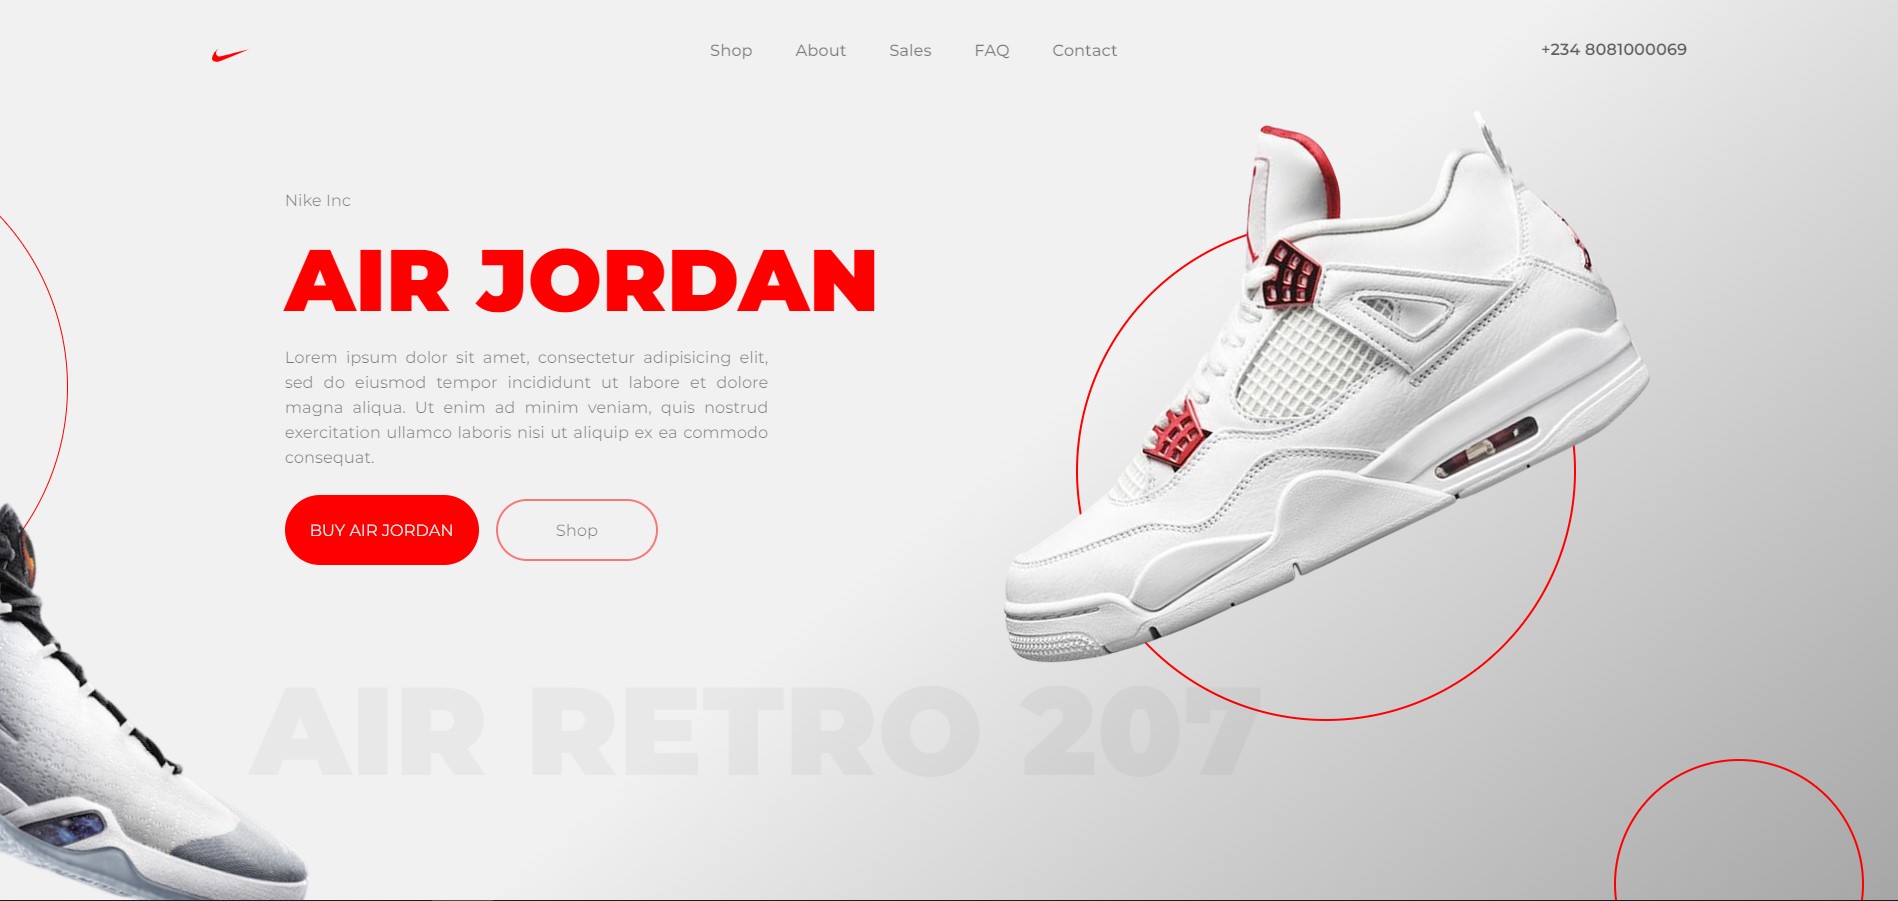 Shop About Sales FAQ Contact +234 8081000069
Nike Inc
AIR JORDAN
Lorem ipsum dolor sit amet, consectetur adipisicing elit,
sed do eiusmod tempor incididunt ut labore et dolore
magna aliqua. Ut enim ad minim veniam, quis nostrud
exercitation ullamco laboris nisi ut aliquip ex ea commodo
consequat.
BUY AIR JORDAN Shop
AIR RETRO 207